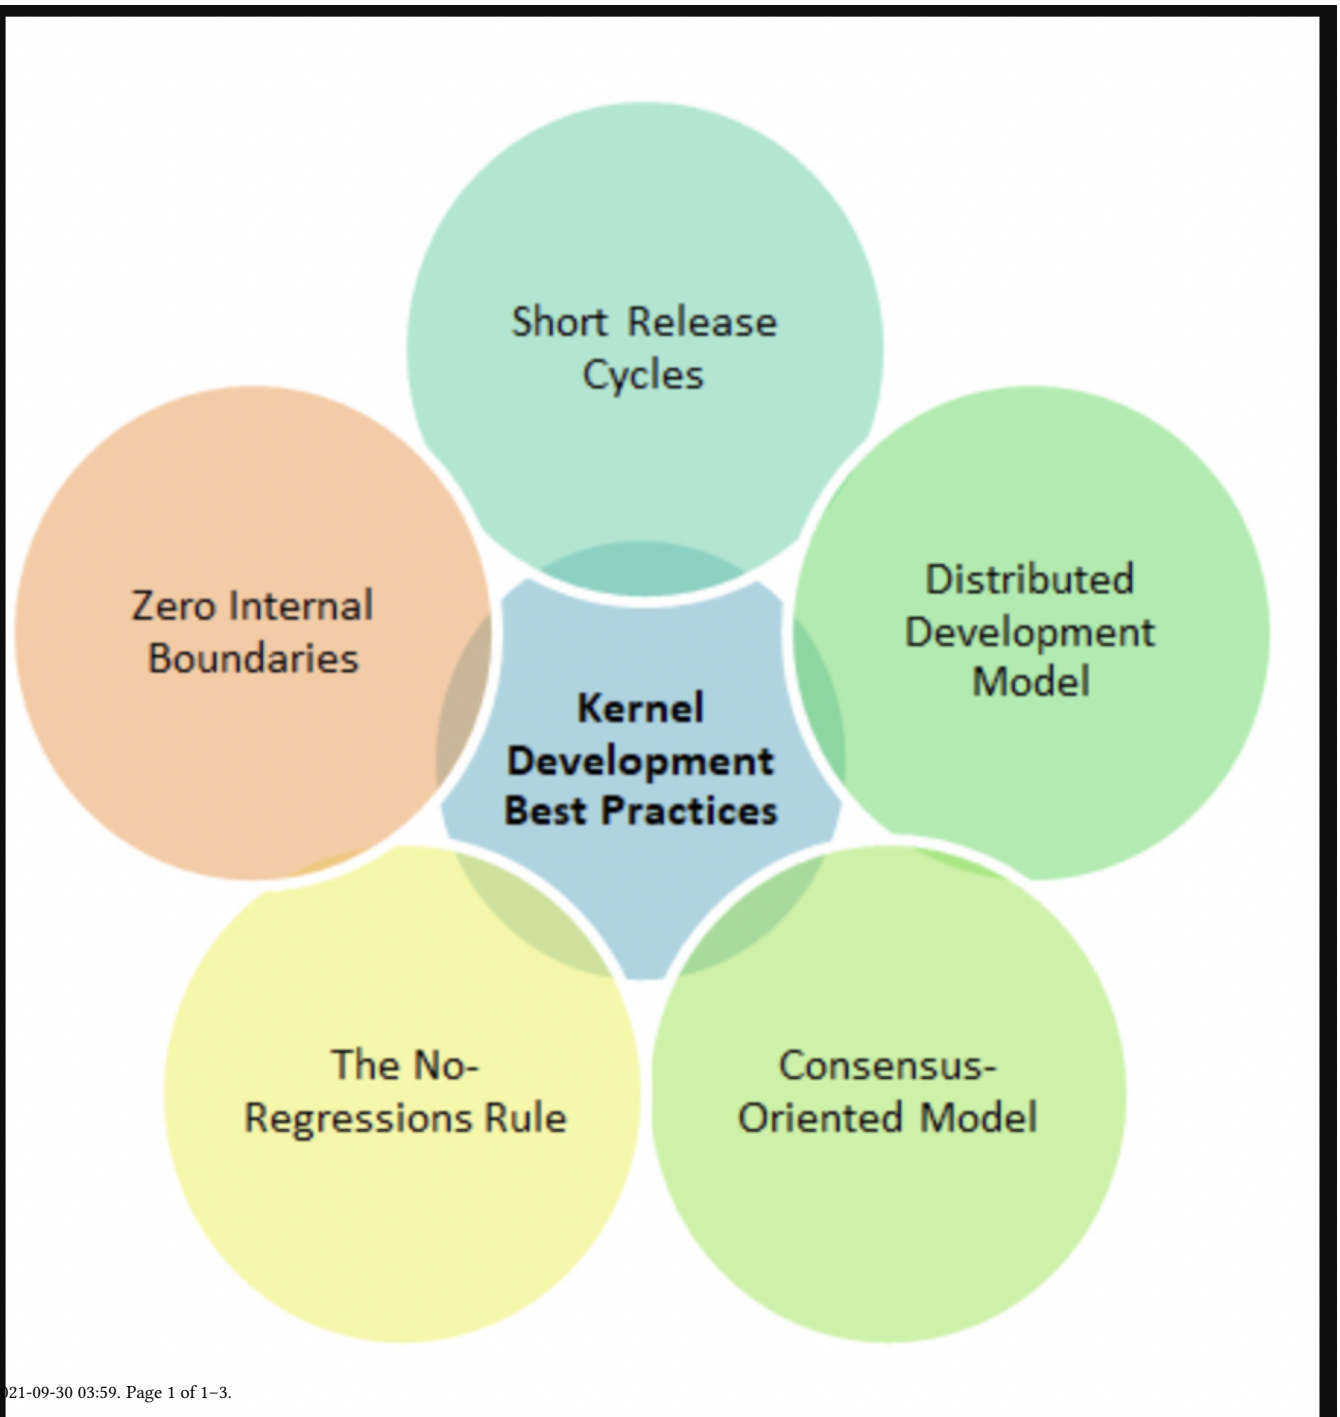 Short Release
Cycles
Zero Internal
Boundaries
Distributed
Development
Model
Kernel
Development
Best Practices
The No-
Regressions Rule
Consensus-
Oriented Model
21-09-30 03:59. Page 1 of 1–3.